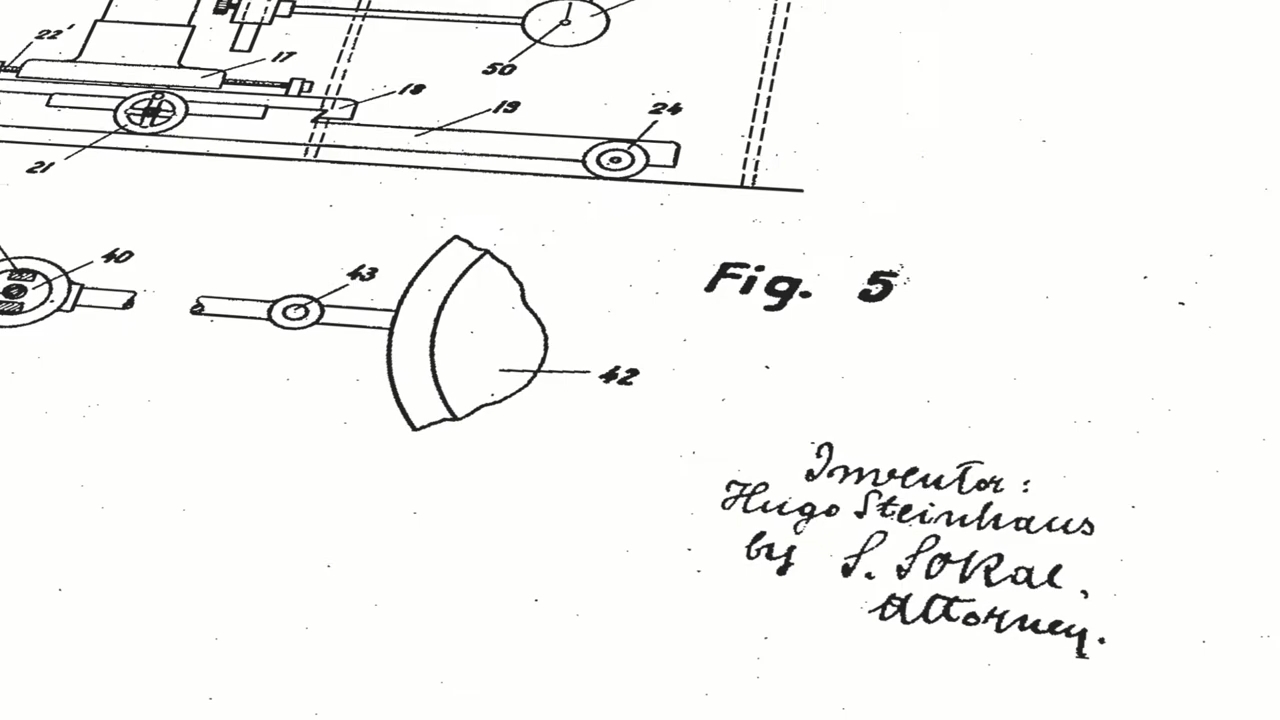 22'
17
50
18
19
24
21
40
43
Fig. 5
42
Inventor:
Hugo Steinhaus
by S. Sokal,
Attorney.